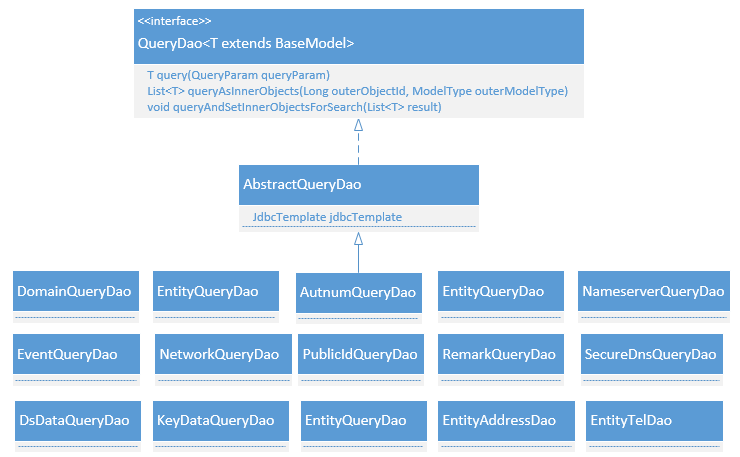 <<interface>>
QueryDao<T extends BaseModel>
T query(QueryParam queryParam)
List<T> queryAsInnerObjects(Long outerObjectId, ModelType outerModelType)
void queryAndSetInnerObjectsForSearch(List<T> result)
AbstractQueryDao
JdbcTemplate jdbcTemplate
DomainQueryDao
EntityQueryDao
AutnumQueryDao
EntityQueryDao
NameserverQueryDao
EventQueryDao
NetworkQueryDao
PublicIdQueryDao
RemarkQueryDao
SecureDnsQueryDao
DsDataQueryDao
KeyDataQueryDao
EntityQueryDao
EntityAddressDao
EntityTelDao